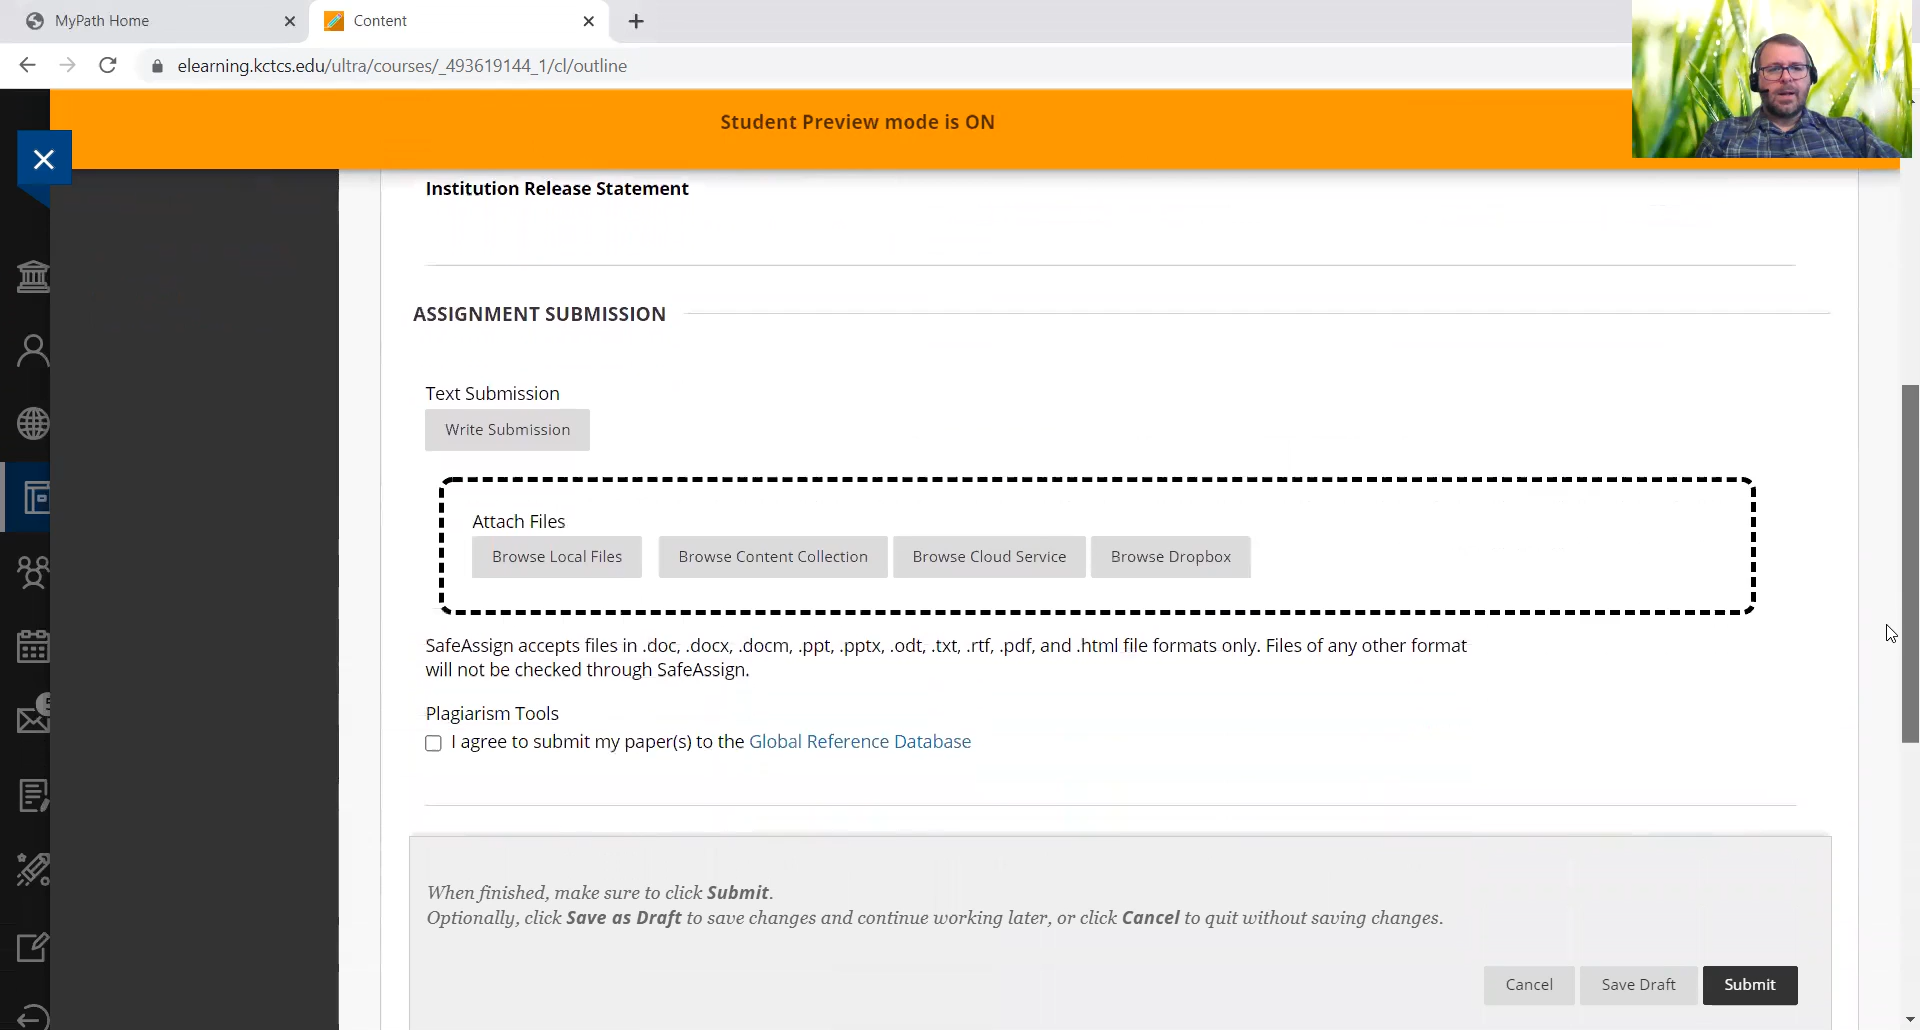 MyPath Home
Content
elearning.kctcs.edu/ultra/courses/_493619144_1/cl/outline
Student Preview mode is ON
Institution Release Statement
ASSIGNMENT SUBMISSION
Text Submission
Write Submission
Attach Files
Browse Local Files
Browse Content Collection
Browse Cloud Service
Browse Dropbox
SafeAssign accepts files in .doc, .docx, .docm, .ppt, .pptx, .odt, .txt, .rtf, .pdf, and .html file formats only. Files of any other format
will not be checked through SafeAssign.
Plagiarism Tools
I agree to submit my paper(s) to the Global Reference Database
When finished, make sure to click Submit.
Optionally, click Save as Draft to save changes and continue working later, or click Cancel to quit without saving changes.
Cancel
Save Draft
Submit